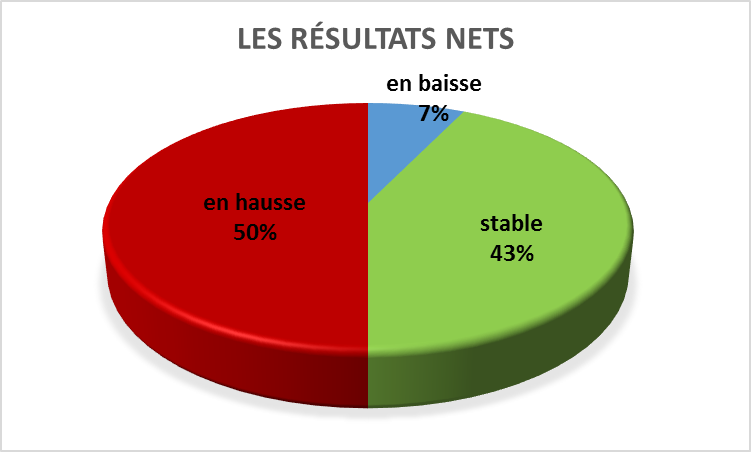 LES RÉSULTATS NETS
en baisse
7%
en hausse
50%
stable
43%